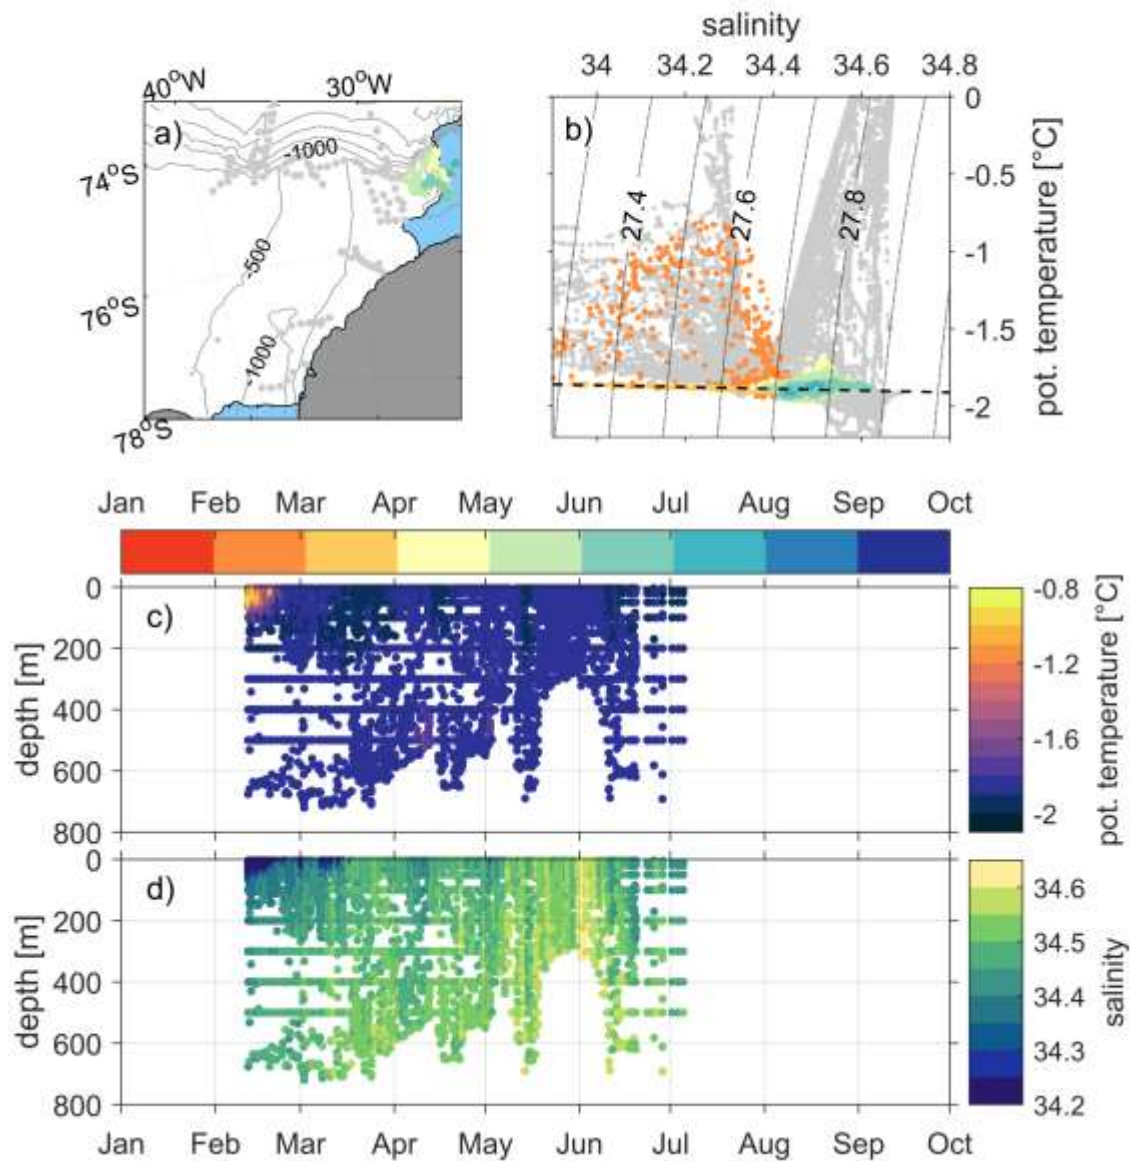 salinity
34 34.2 34.4 34.6 34.8
40°W 30°W
a)
-1000
74°S
-500
76°S
-1000
78°S
b)
27.4 27.6 27.8
0
-0.5
-1
-1.5
-2
pot. temperature [°C]
Jan Feb Mar Apr May Jun Jul Aug Sep Oct
c)
0
200
400
600
800
depth [m]
-0.8
-1.2
-1.6
-2
pot. temperature [°C]
d)
0
200
400
600
800
depth [m]
34.6
34.5
34.4
34.3
34.2
salinity
Jan Feb Mar Apr May Jun Jul Aug Sep Oct